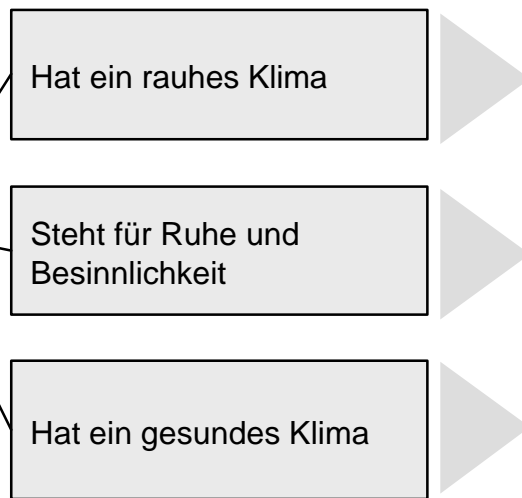 Hat ein rauhes Klima
Steht für Ruhe und
Besinnlichkeit
Hat ein gesundes Klima